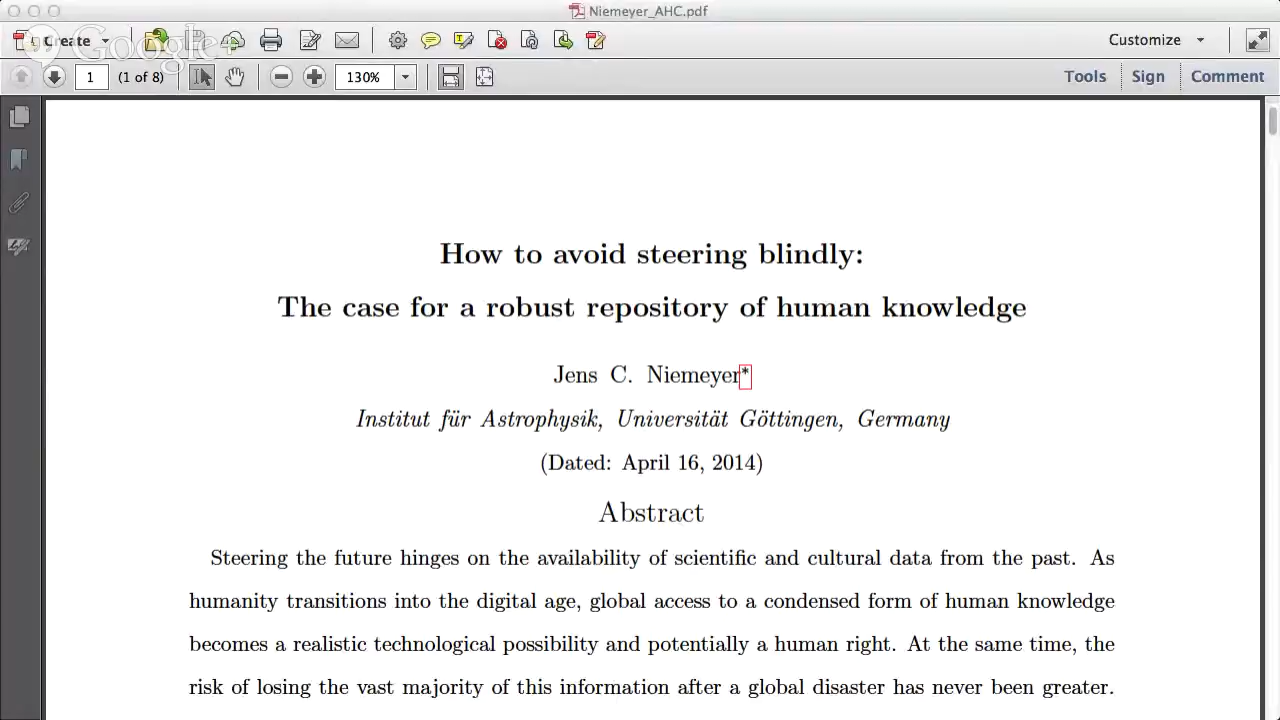 Niemeyer_AHC.pdf
Create
Google+
Customize
1 (1 of 8) 130% Tools Sign Comment
How to avoid steering blindly:
The case for a robust repository of human knowledge
Jens C. Niemeyer*
Institut für Astrophysik, Universität Göttingen, Germany
(Dated: April 16, 2014)
Abstract
Steering the future hinges on the availability of scientific and cultural data from the past. As
humanity transitions into the digital age, global access to a condensed form of human knowledge
becomes a realistic technological possibility and potentially a human right. At the same time, the
risk of losing the vast majority of this information after a global disaster has never been greater.